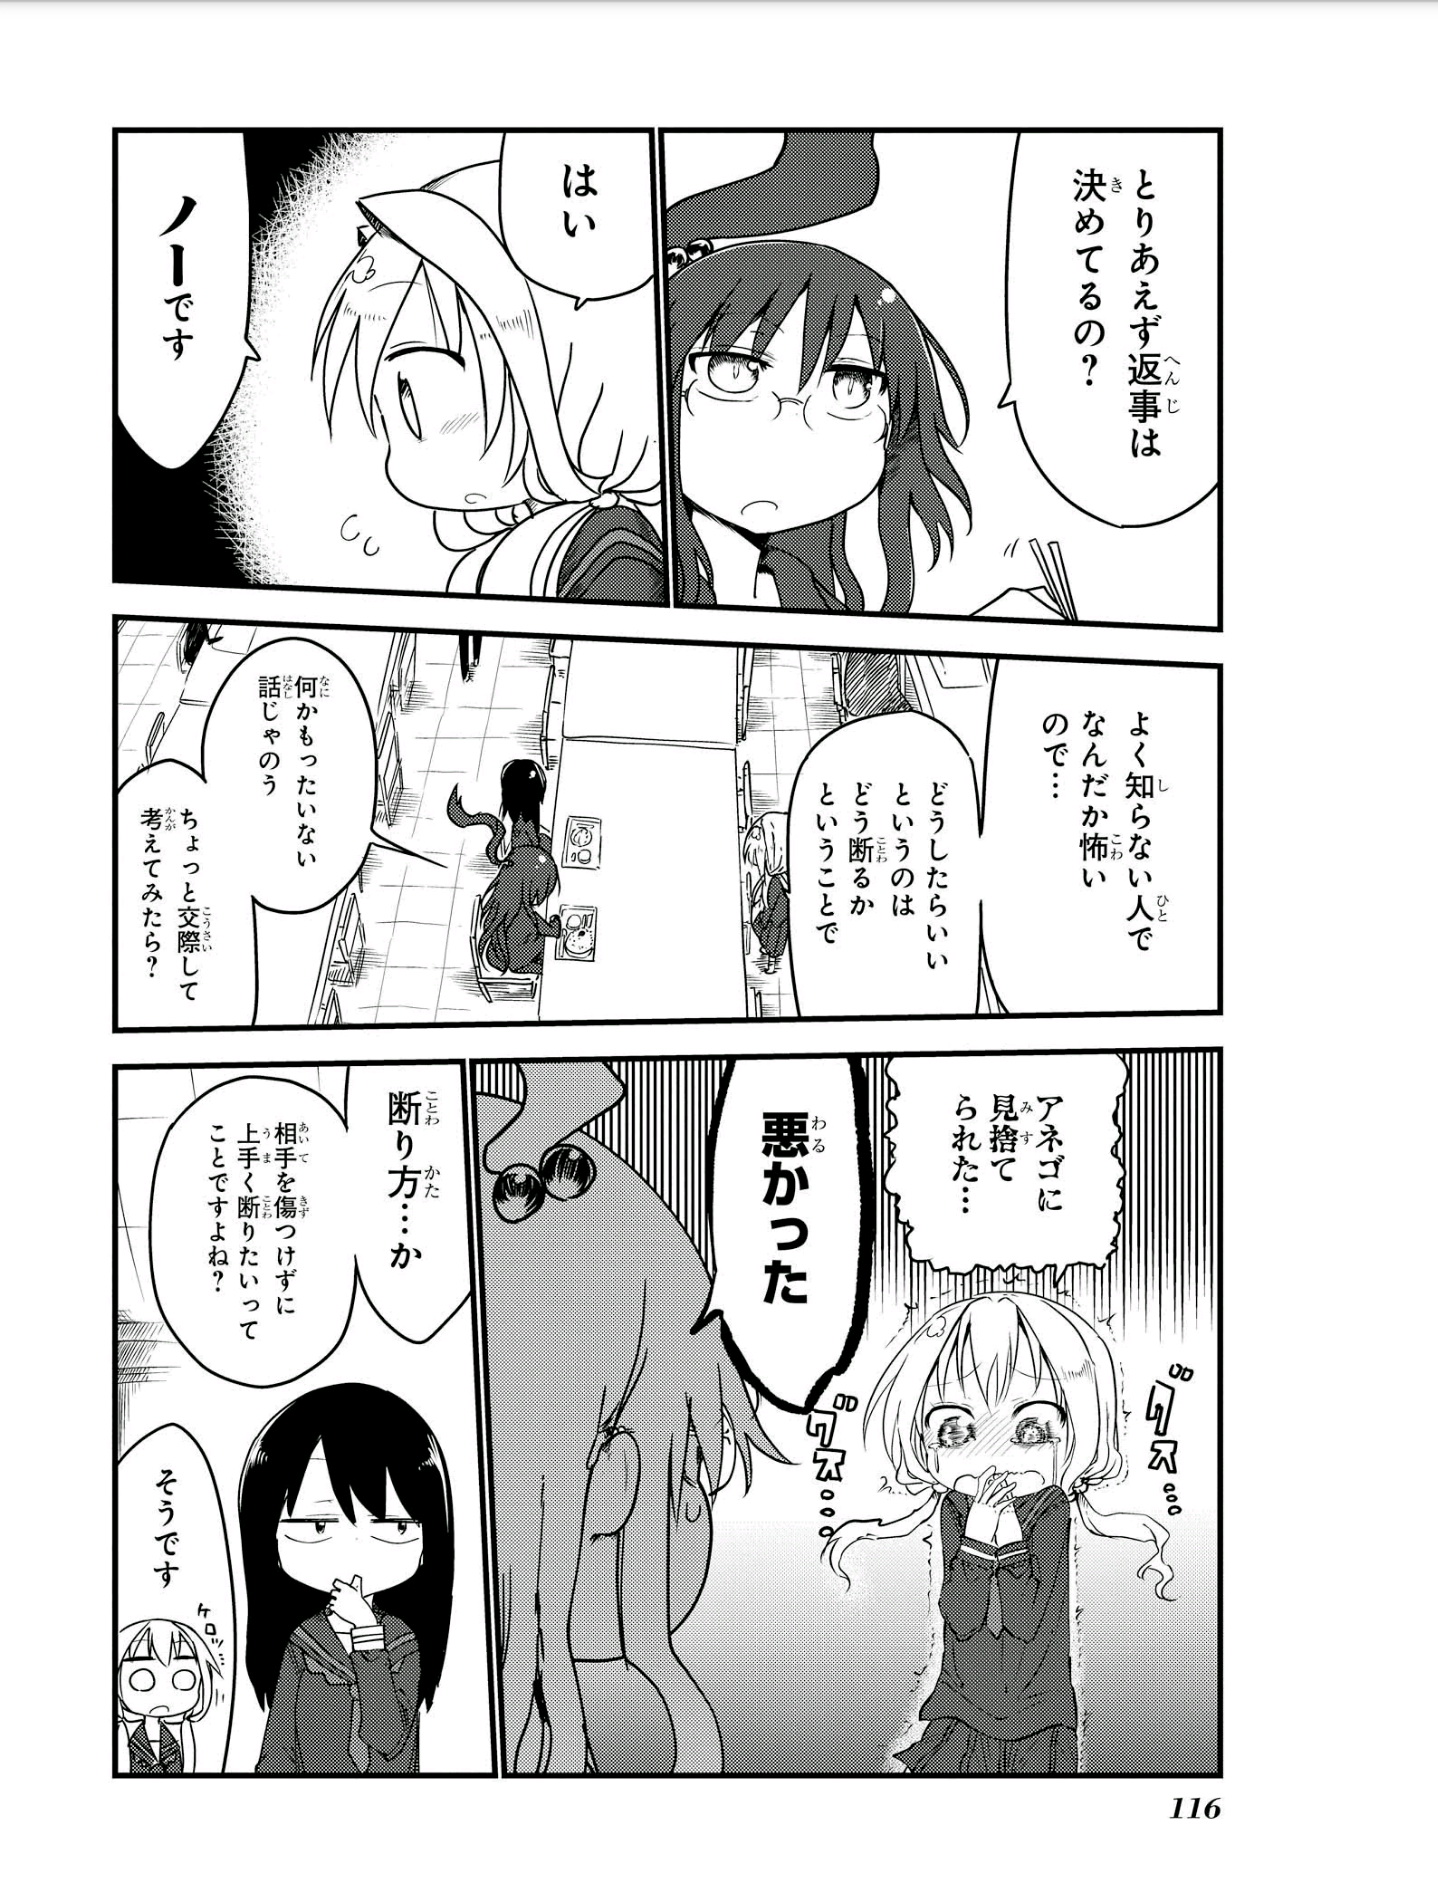 とりあえず返事は
決めてるの?
はい
ノーです
よく知らない人で
なんだか怖い
ので…
どうしたらいい
というのは
どう断るか
ということで
何かもったいない
話じゃのう
ちょっと交際して
考えてみたら?
アネゴに
見捨て
られた…
グス…
悪かった
グス…
断り方…か
相手を傷つけずに
上手く断りたいって
ことですよね?
そうです
ケロッ
116